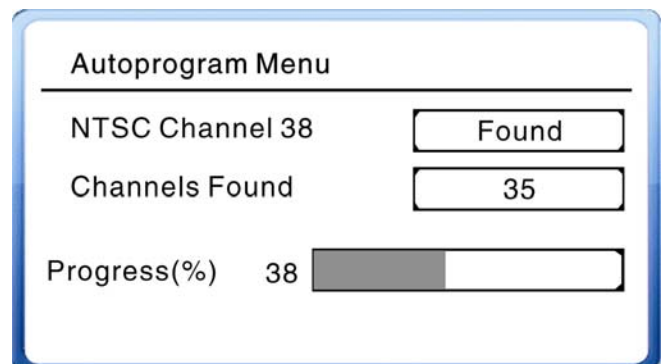 Autoprogram Menu
NTSC Channel 38 Found
Channels Found 35
Progress(%) 38